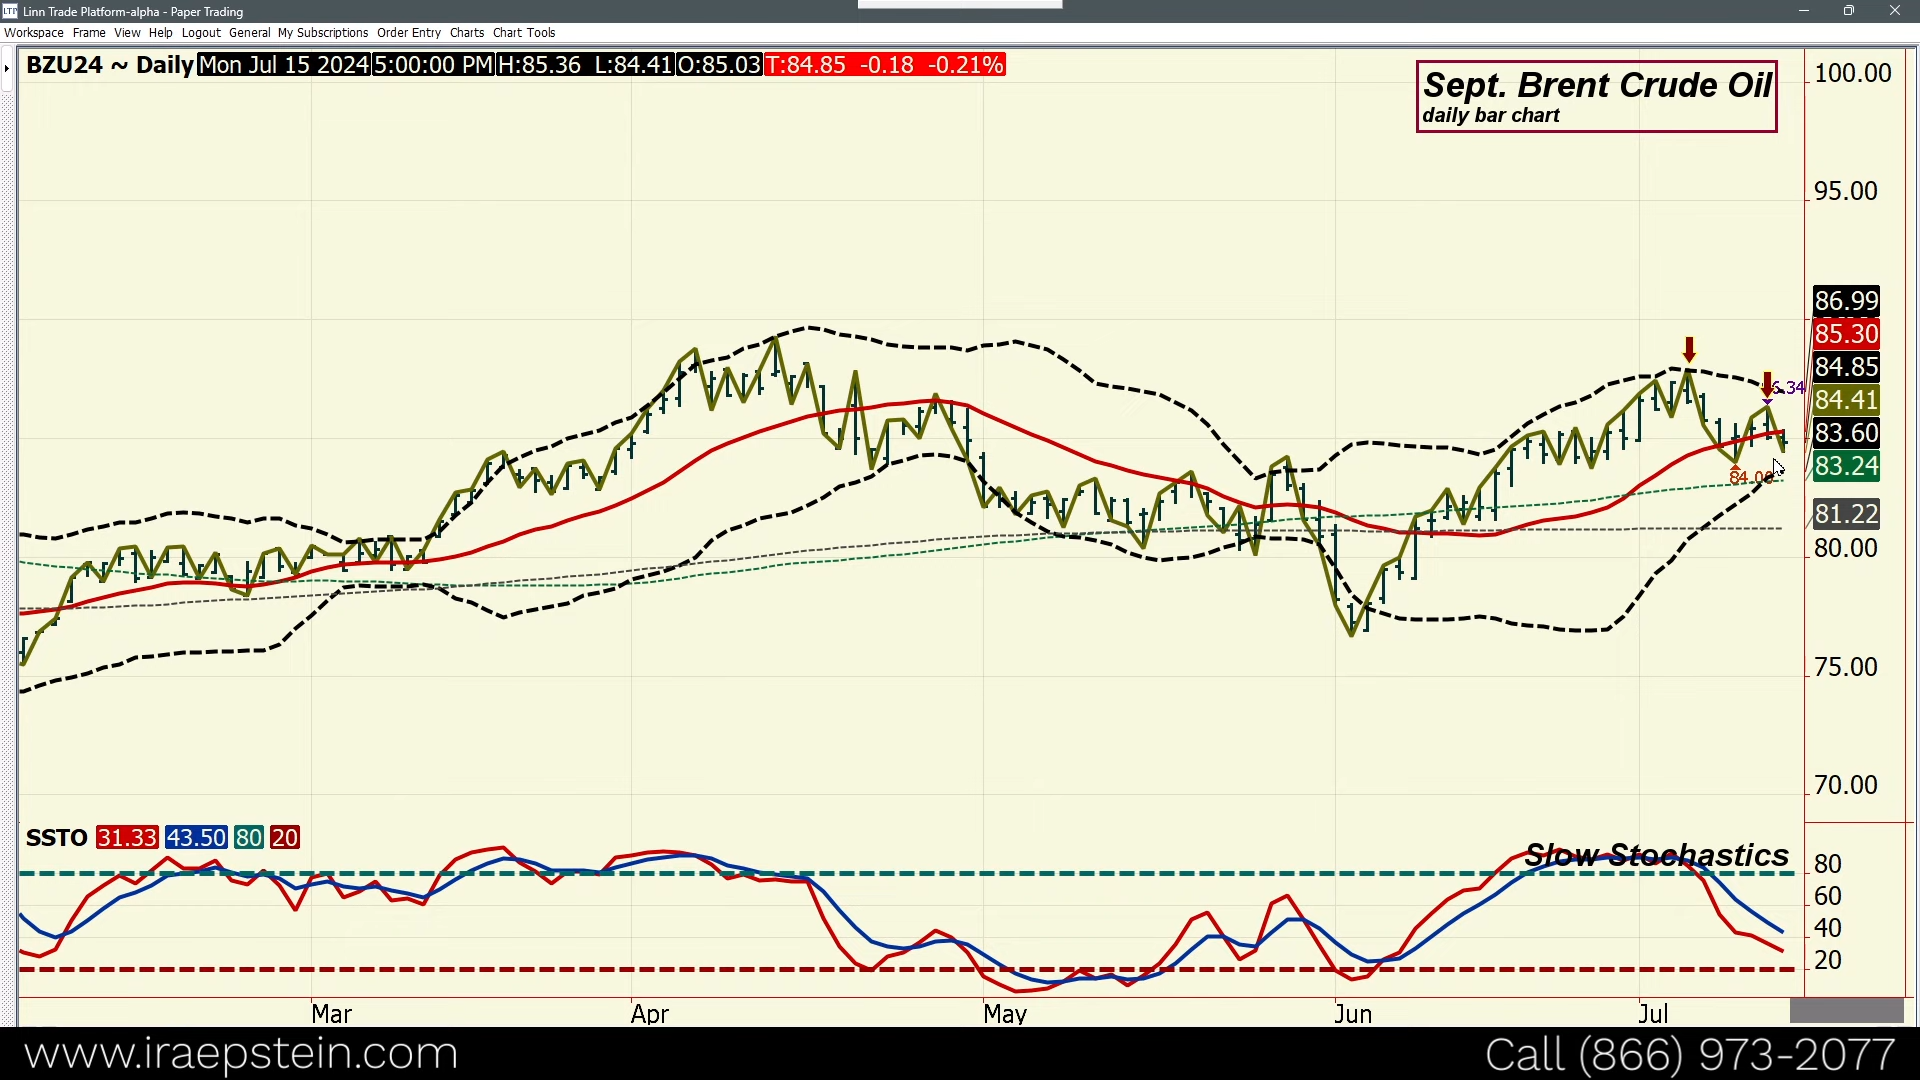 Linn Trade Platform-alpha - Paper Trading
Workspace Frame View Help Logout General My Subscriptions Order Entry Charts Chart Tools
BZU24 ~ Daily Mon Jul 15 2024 5:00:00 PM H:85.36 L:84.41 O:85.03 T:84.85 -0.18 -0.21%
Sept. Brent Crude Oil
daily bar chart
100.00
95.00
86.99
85.30
84.85
84.41
83.60
83.24
81.22
80.00
75.00
70.00
84.00
SSTO 31.33 43.50 80 20
Slow Stochastics
80
60
40
20
Mar Apr May Jun Jul
www.iraepstein.com
Call (866) 973-2077